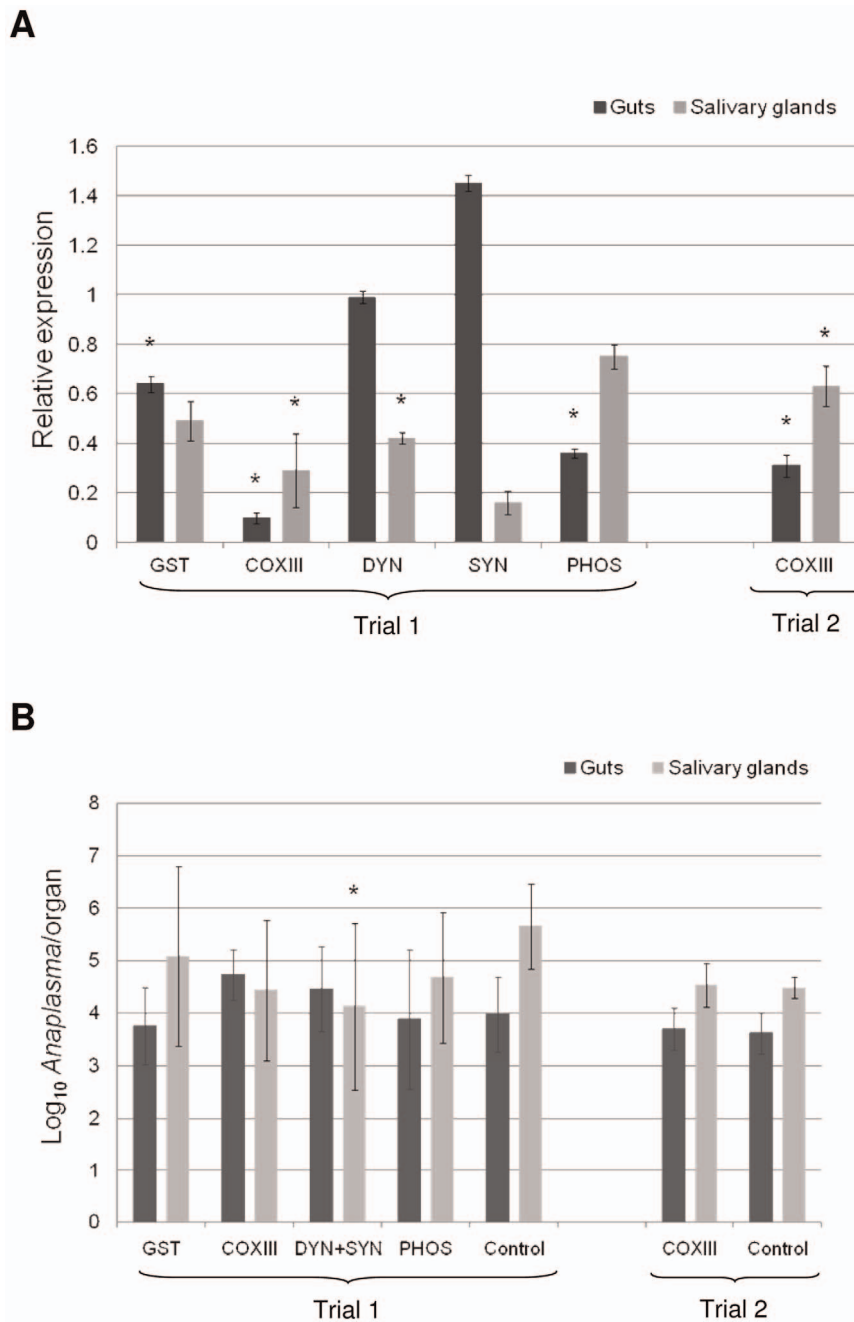 A
Guts Salivary glands
Relative expression
1.6
1.4
1.2
1
0.8
0.6
0.4
0.2
0
* * * * * * *
GST COXIII DYN SYN PHOS COXIII
Trial 1 Trial 2
B
Guts Salivary glands
Log₁₀ Anaplasma/organ
8
7
6
5
4
3
2
1
0
*
GST COXIII DYN+SYN PHOS Control COXIII Control
Trial 1 Trial 2